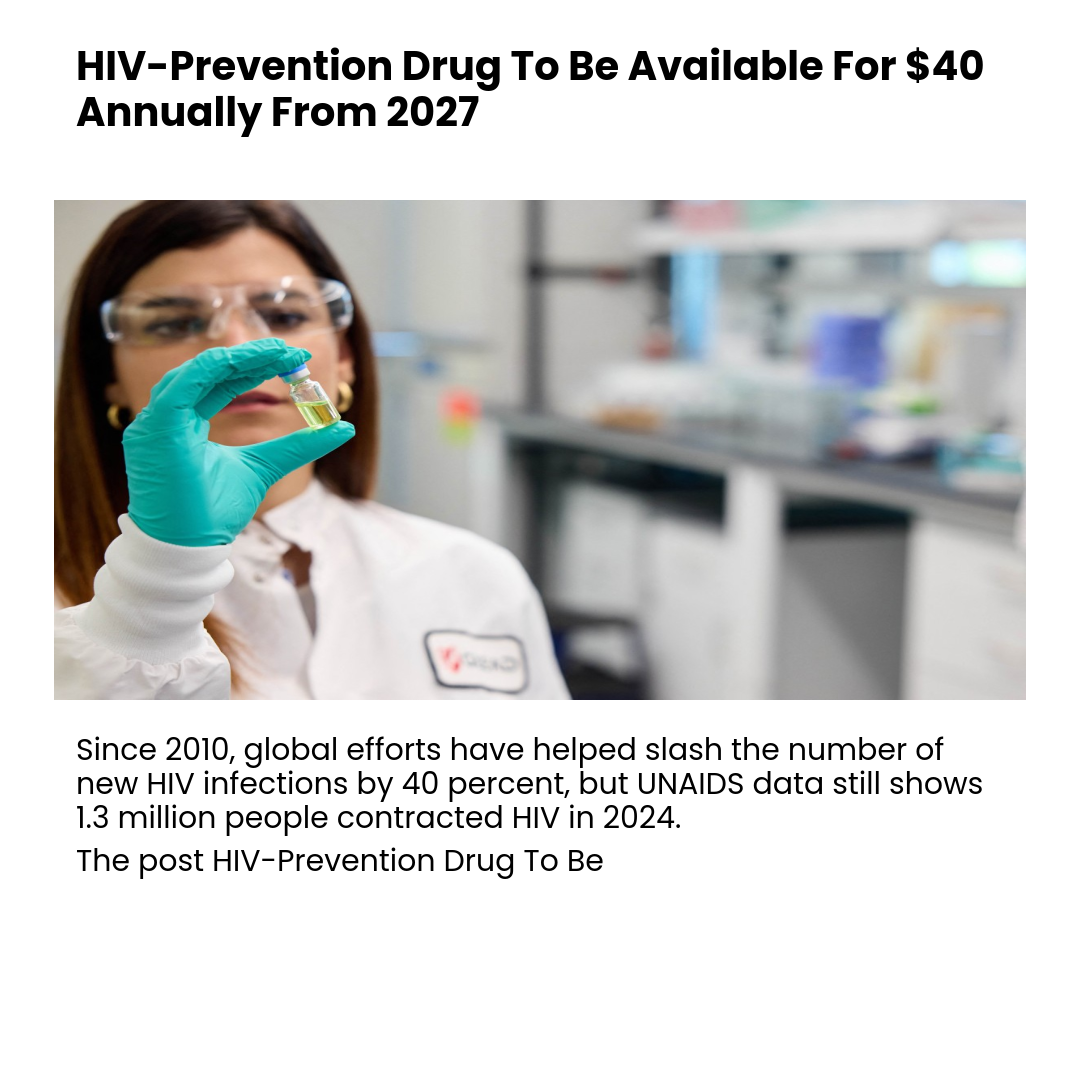 HIV-Prevention Drug To Be Available For $40
Annually From 2027
Since 2010, global efforts have helped slash the number of
new HIV infections by 40 percent, but UNAIDS data still shows
1.3 million people contracted HIV in 2024.
The post HIV-Prevention Drug To Be